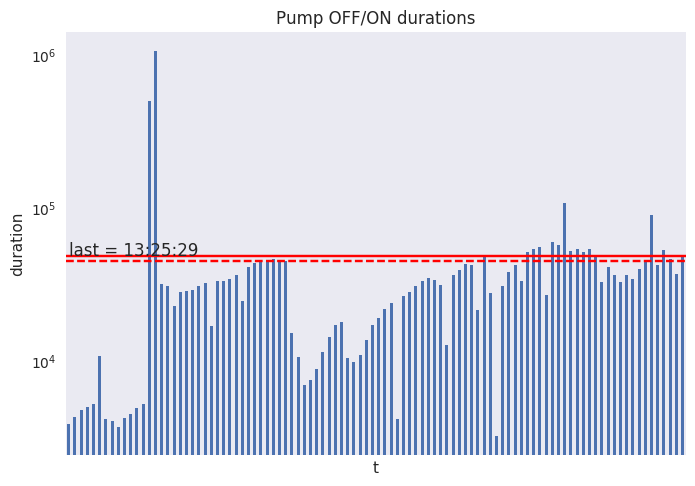 Pump OFF/ON durations
10^6
10^5
10^4
duration
last = 13:25:29
t